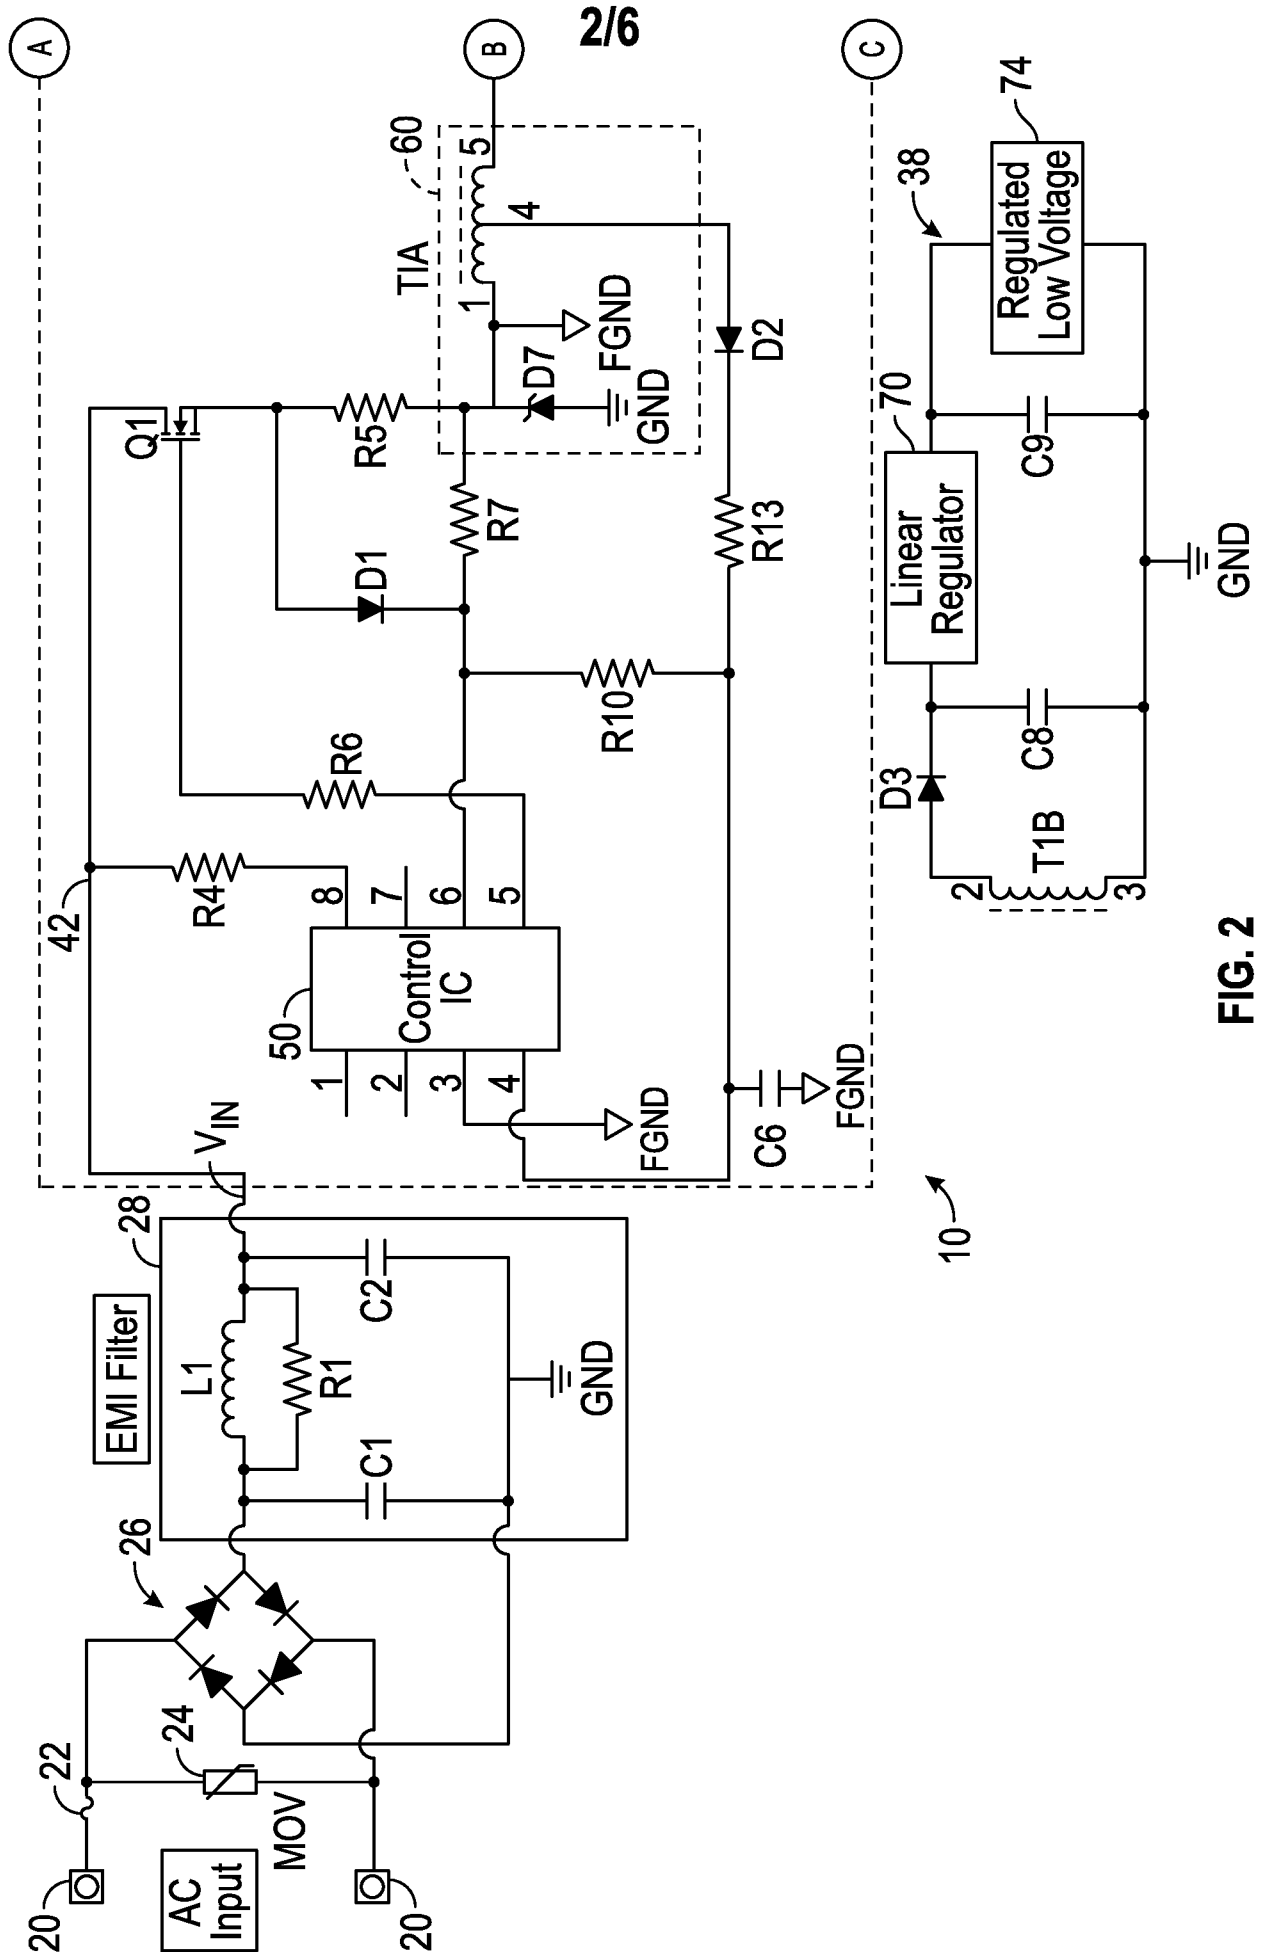 2/6
A
B
C
42
Q1
R4
R6
D1
R5
R7
TIA
60
5
4
1
D7
FGND
GND
D2
R13
R10
50
Control
IC
8
7
6
5
1
2
3
4
FGND
C6
FGND
VIN
28
EMI Filter
L1
R1
C1
C2
GND
26
24
22
MOV
20
AC
Input
20
10
38
74
Regulated
Low Voltage
70
Linear
Regulator
C9
C8
D3
T1B
2
3
GND
FIG. 2